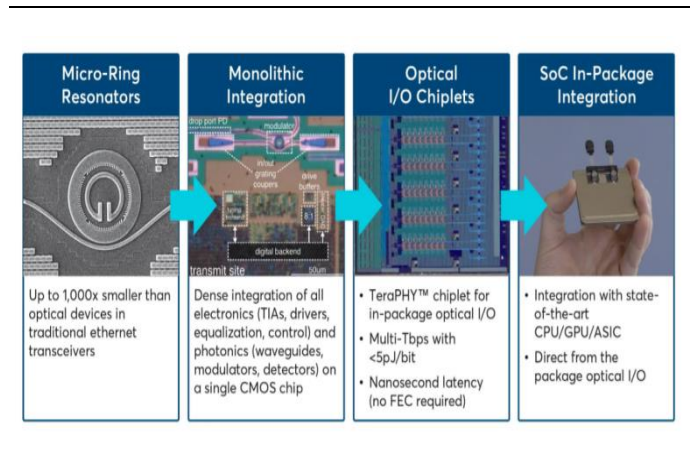 Micro-Ring
Resonators
Monolithic
Integration
Optical
I/O Chiplets
SoC In-Package
Integration
drop port PD
modulator
in/out
grating
couplers
drive
buffers
8:1
digital backend
transmit site
50um
Up to 1,000x smaller than
optical devices in
traditional ethernet
transceivers
Dense integration of all
electronics (TIAs, drivers,
equalization, control) and
photonics (waveguides,
modulators, detectors) on
a single CMOS chip
• TeraPHY™ chiplet for
in-package optical I/O
• Multi-Tbps with
<5pJ/bit
• Nanosecond latency
(no FEC required)
• Integration with state-
of-the-art
CPU/GPU/ASIC
• Direct from the
package optical I/O